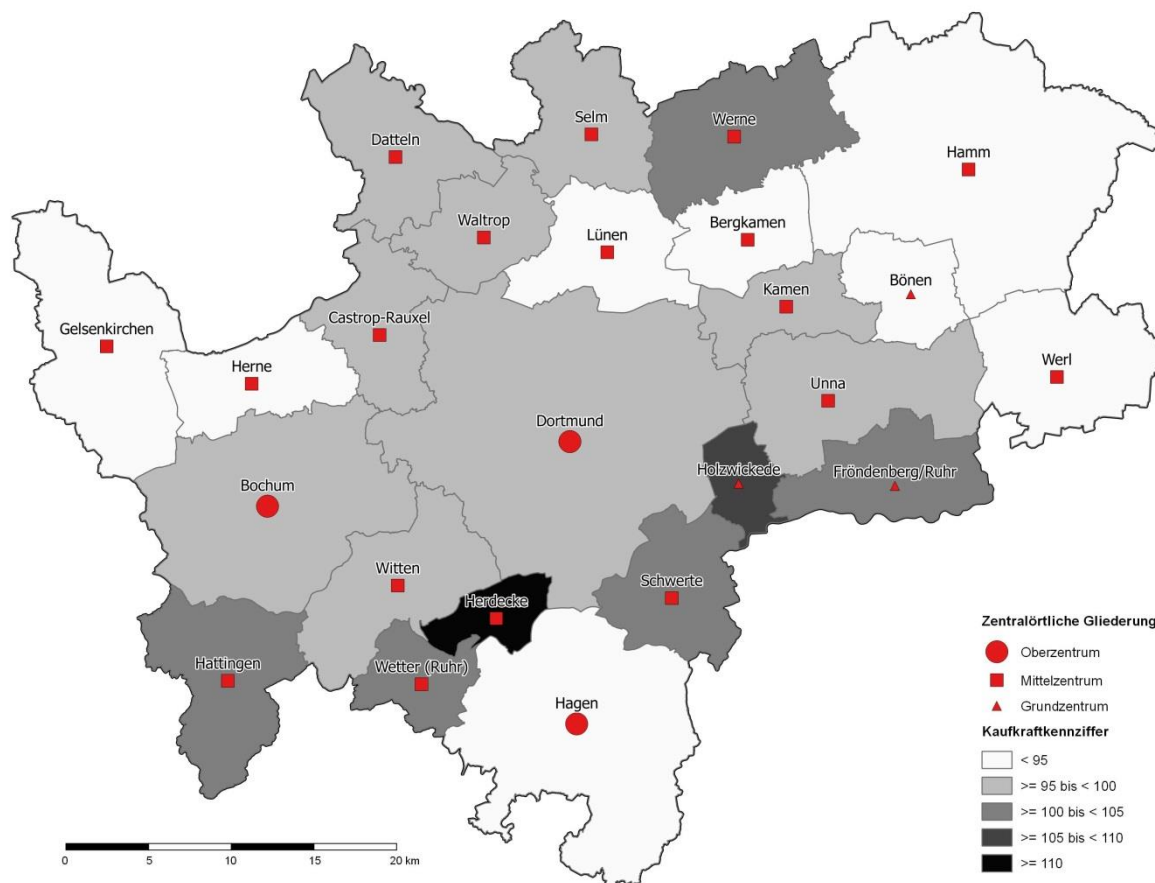 Selm
Werne
Datteln
Hamm
Waltrop
Bergkamen
Lünen
Bönen
Kamen
Castrop-Rauxel
Gelsenkirchen
Herne
Werl
Unna
Dortmund
Holzwickede
Fröndenberg/Ruhr
Bochum
Witten
Schwerte
Herdecke
Hattingen
Wetter (Ruhr)
Hagen
Zentralörtliche Gliederung
Oberzentrum
Mittelzentrum
Grundzentrum
Kaufkraftkennziffer
< 95
>= 95 bis < 100
>= 100 bis < 105
>= 105 bis < 110
>= 110
0 5 10 15 20 km